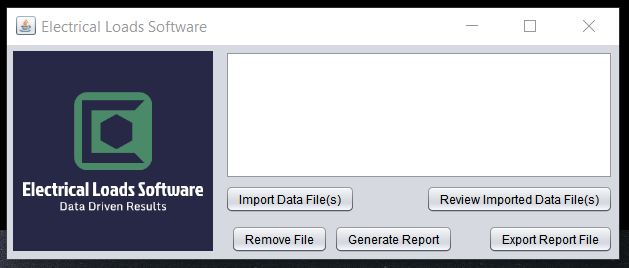 Electrical Loads Software
Electrical Loads Software
Data Driven Results
Import Data File(s)
Review Imported Data File(s)
Remove File
Generate Report
Export Report File